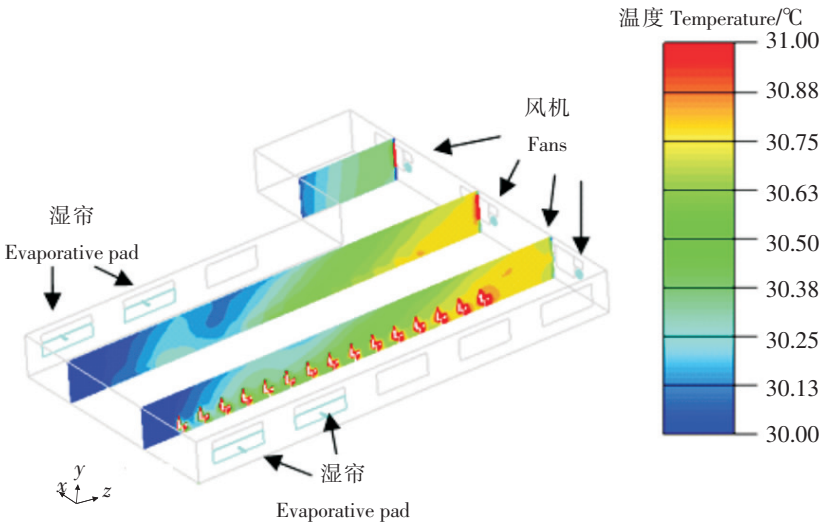 温度 Temperature/℃
31.00
30.88
30.75
30.63
30.50
30.38
30.25
30.13
30.00
风机
Fans
湿帘
Evaporative pad
湿帘
Evaporative pad
x y z